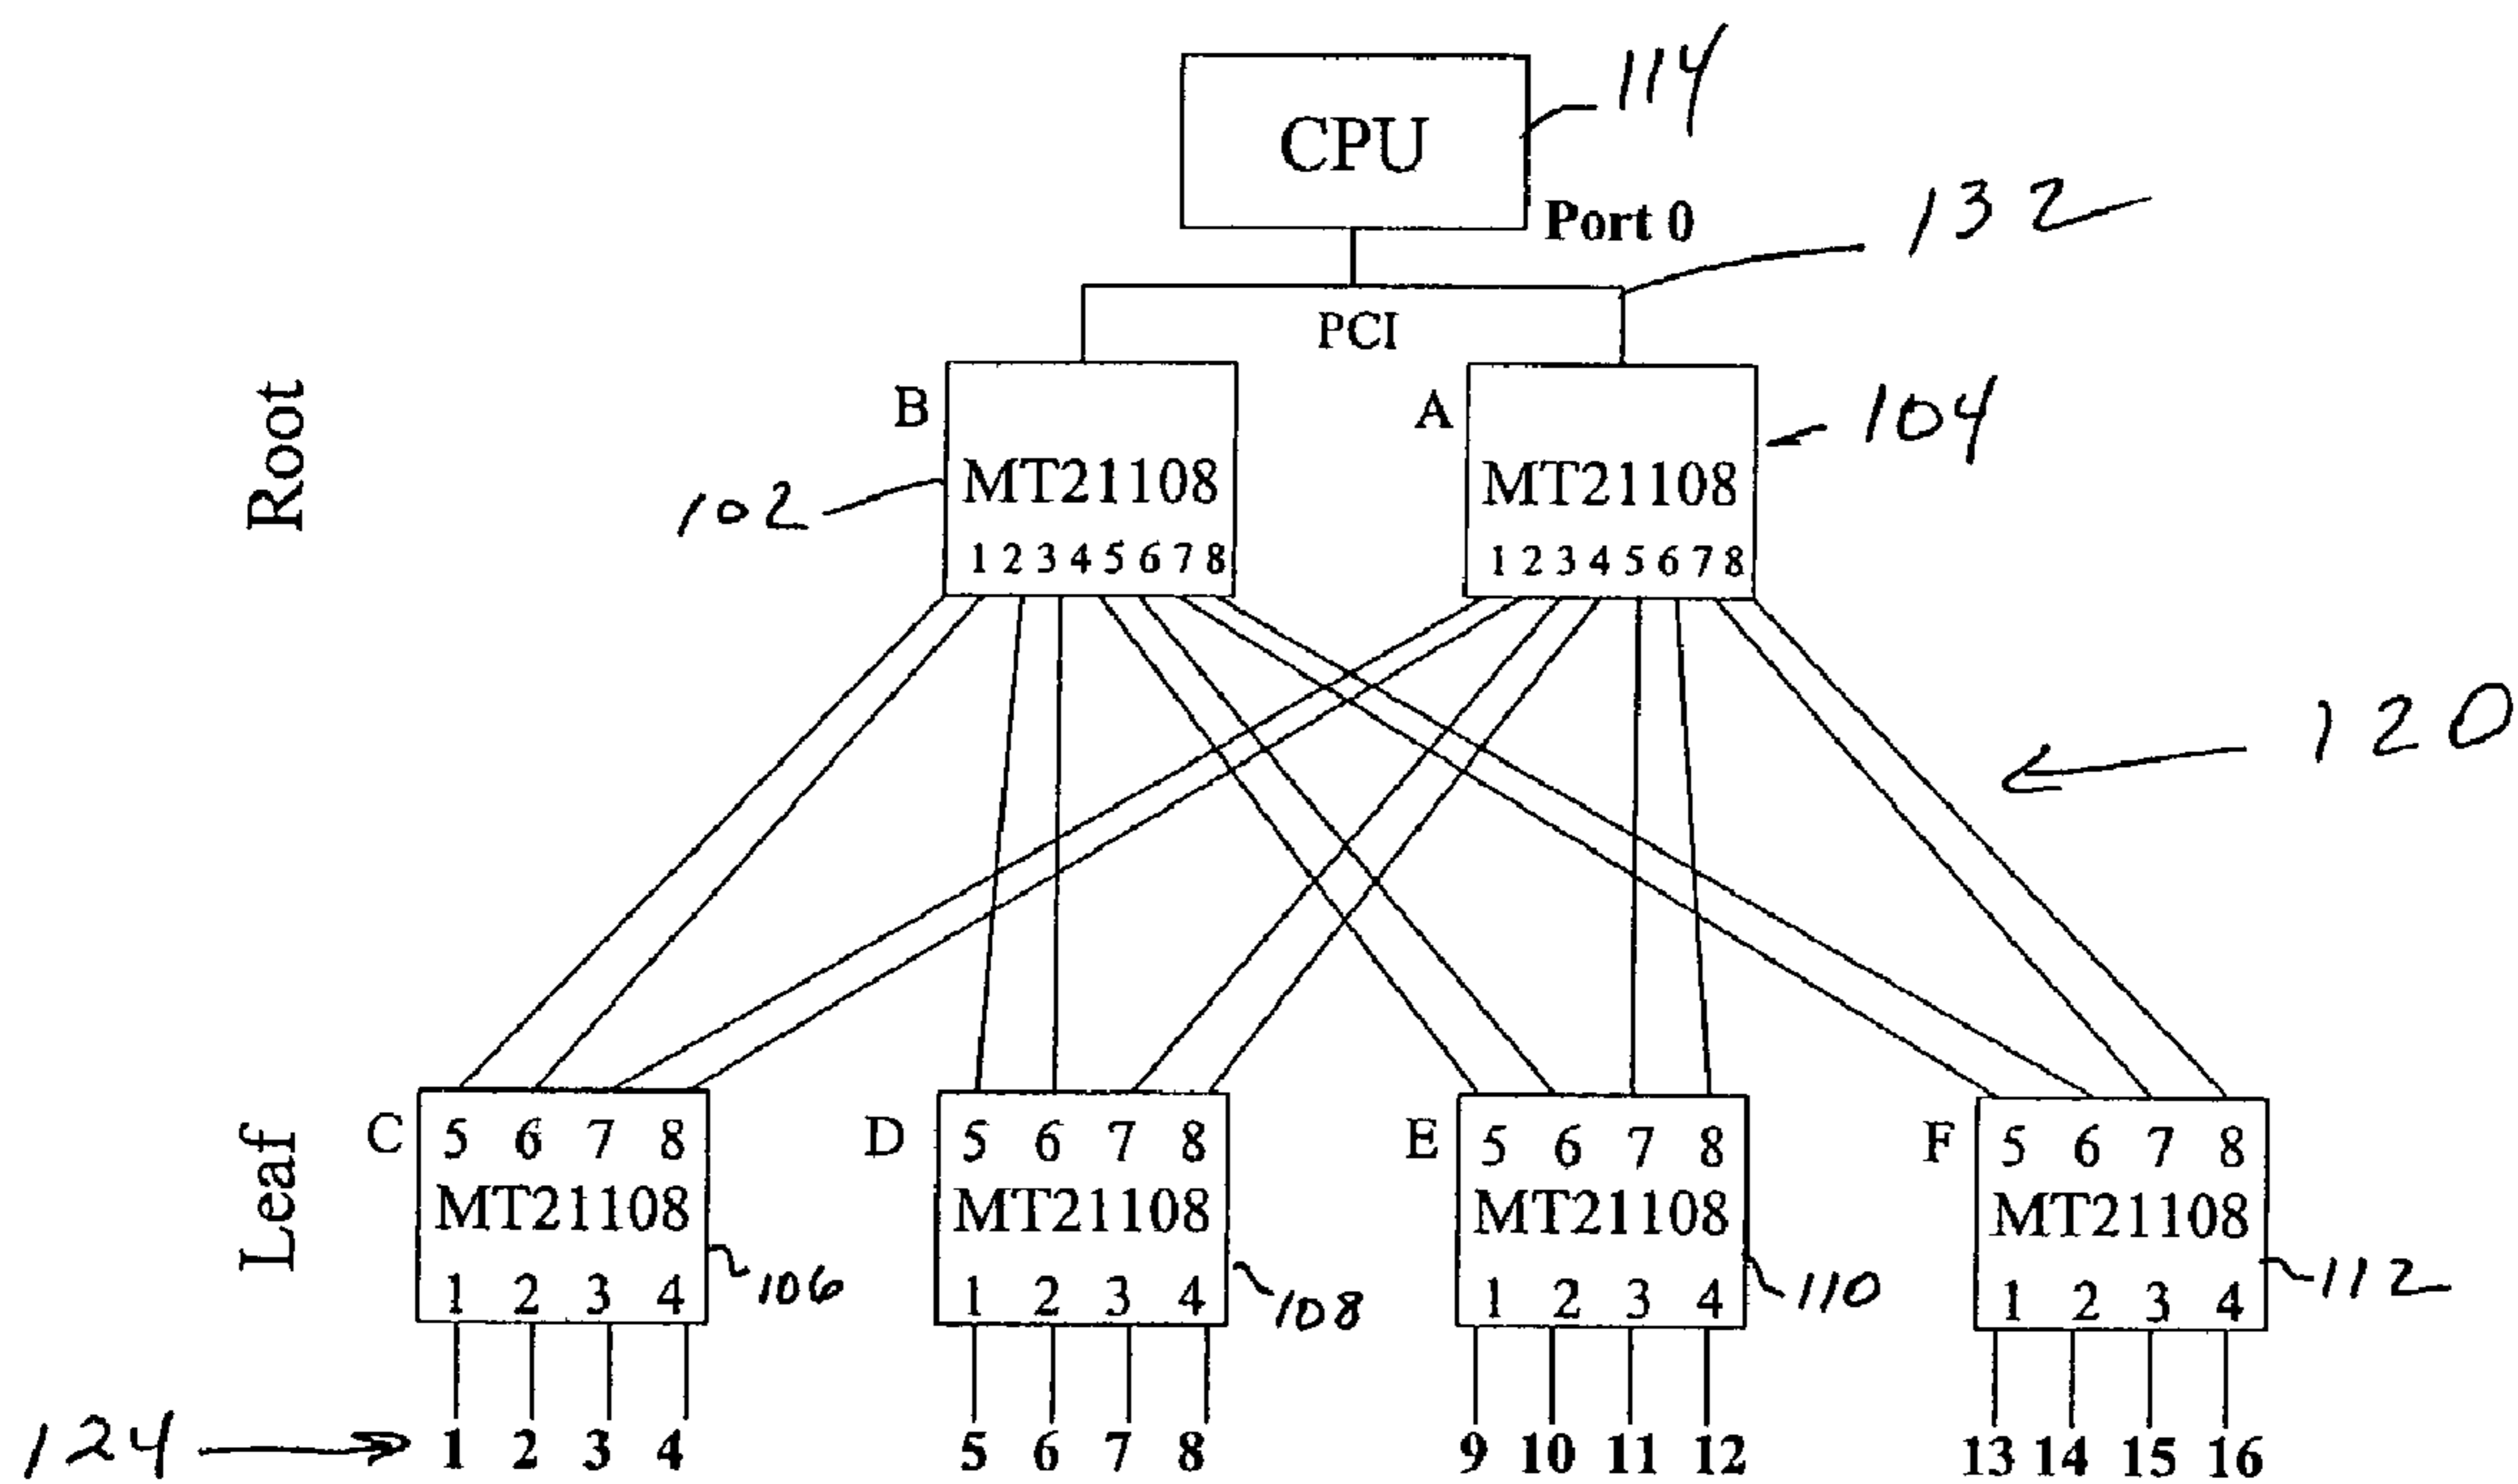 CPU
114
Port 0
132
PCI
Root
B
A
104
MT21108
MT21108
102
1 2 3 4 5 6 7 8
1 2 3 4 5 6 7 8
120
Leaf
C
5 6 7 8
D
5 6 7 8
E
5 6 7 8
F
5 6 7 8
MT21108
MT21108
MT21108
MT21108
1 2 3 4
106
1 2 3 4
108
1 2 3 4
110
1 2 3 4
112
124
1 2 3 4
5 6 7 8
9 10 11 12
13 14 15 16